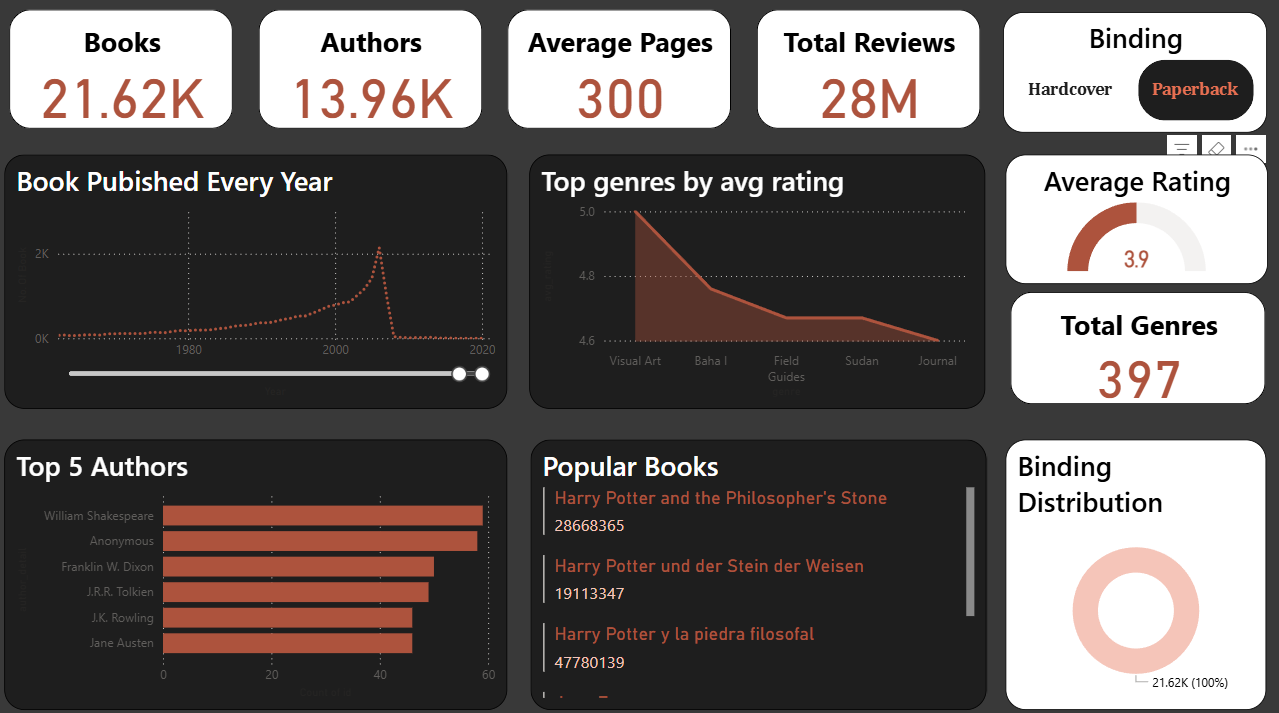 Books
21.62K
Authors
13.96K
Average Pages
300
Total Reviews
28M
Binding
Hardcover
Paperback
Book Pubished Every Year
2K
0K
1980
2000
2020
Top genres by avg rating
5.0
4.8
4.6
Visual Art
Baha I
Field
Guides
Sudan
Journal
Average Rating
3.9
Total Genres
397
Top 5 Authors
William Shakespeare
Anonymous
Franklin W. Dixon
J.R.R. Tolkien
J.K. Rowling
Jane Austen
0
20
40
60
Popular Books
Harry Potter and the Philosopher's Stone
28668365
Harry Potter und der Stein der Weisen
19113347
Harry Potter y la piedra filosofal
47780139
Binding
Distribution
21.62K (100%)